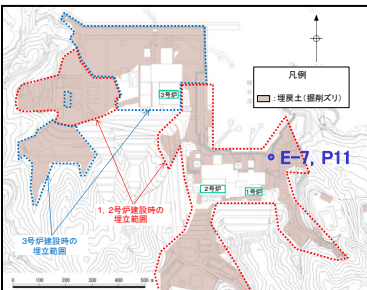 凡例
:埋戻土(掘削ズリ)
3号炉
E-7, P11
2号炉
1号炉
1, 2号炉建設時の
埋立範囲
3号炉建設時の
埋立範囲
0 100 200 300 400 500 m